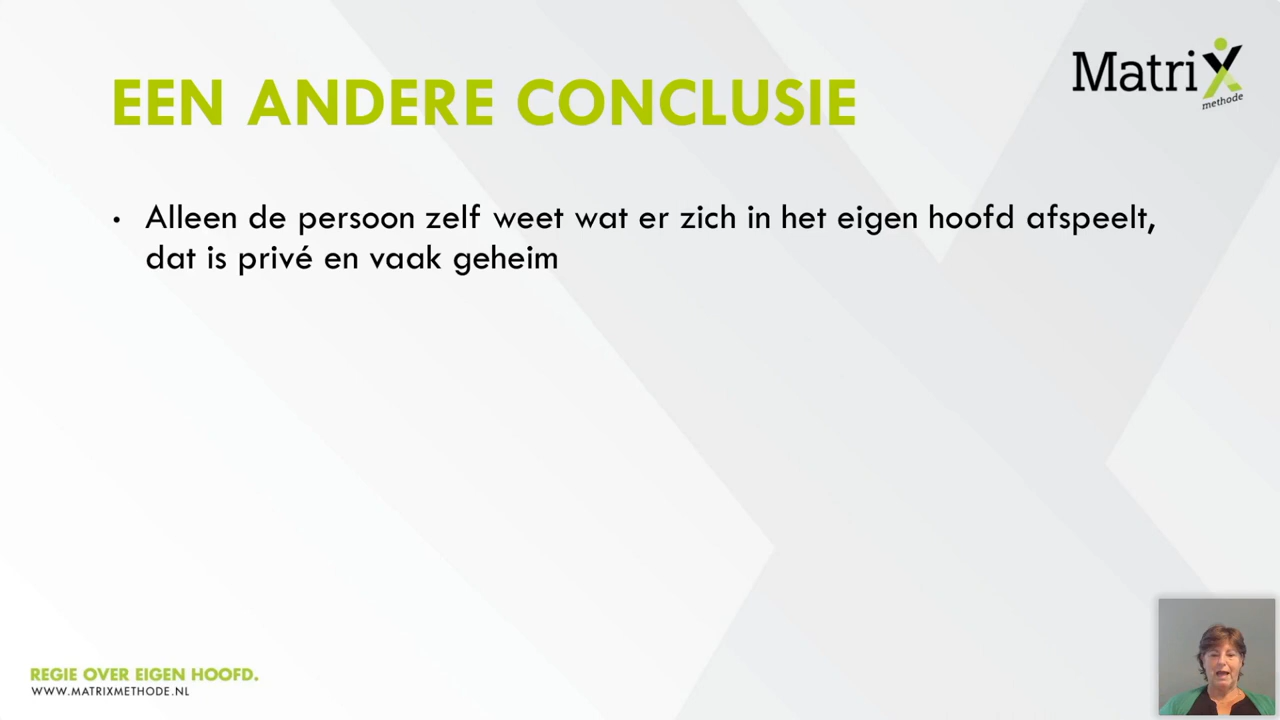 EEN ANDERE CONCLUSIE
MatriX
methode
• Alleen de persoon zelf weet wat er zich in het eigen hoofd afspeelt,
dat is privé en vaak geheim
REGIE OVER EIGEN HOOFD.
WWW.MATRIXMETHODE.NL